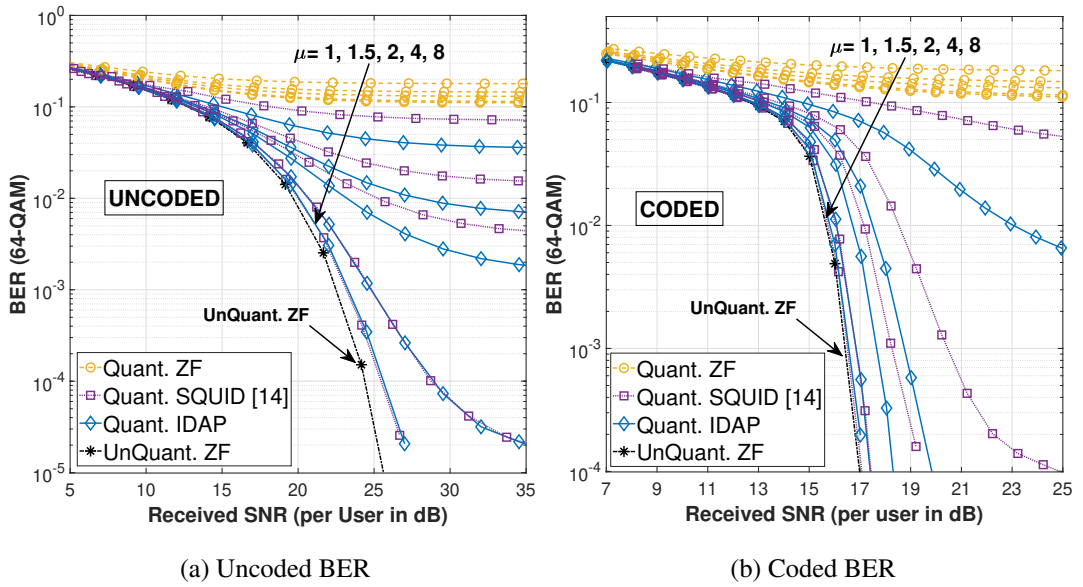 10^0
10^-1
10^-2
10^-3
10^-4
10^-5
BER (64-QAM)
μ= 1, 1.5, 2, 4, 8
UNCODED
UnQuant. ZF
Quant. ZF
Quant. SQUID [14]
Quant. IDAP
UnQuant. ZF
5 10 15 20 25 30 35
Received SNR (per User in dB)
(a) Uncoded BER
10^-1
10^-2
10^-3
10^-4
BER (64-QAM)
μ= 1, 1.5, 2, 4, 8
CODED
UnQuant. ZF
Quant. ZF
Quant. SQUID [14]
Quant. IDAP
UnQuant. ZF
7 9 11 13 15 17 19 21 23 25
Received SNR (per user in dB)
(b) Coded BER